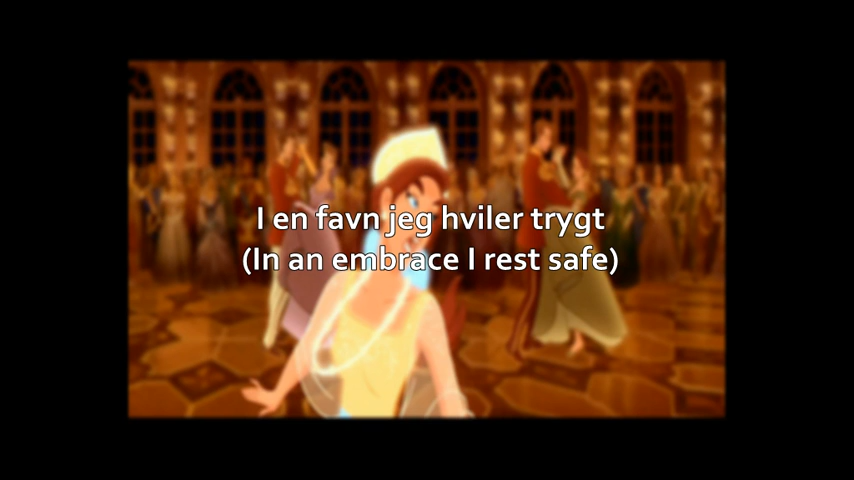 I en favn jeg hviler trygt
(In an embrace I rest safe)